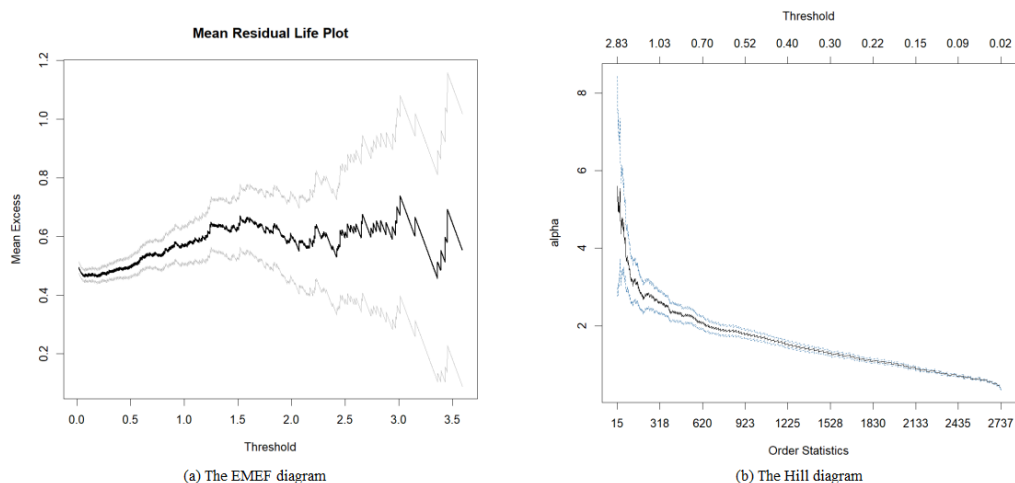 Mean Residual Life Plot
Mean Excess
1.2
1.0
0.8
0.6
0.4
0.2
0.0 0.5 1.0 1.5 2.0 2.5 3.0 3.5
Threshold
(a) The EMEF diagram
Threshold
2.83 1.03 0.70 0.52 0.40 0.30 0.22 0.15 0.09 0.02
alpha
8
6
4
2
15 318 620 923 1225 1528 1830 2133 2435 2737
Order Statistics
(b) The Hill diagram